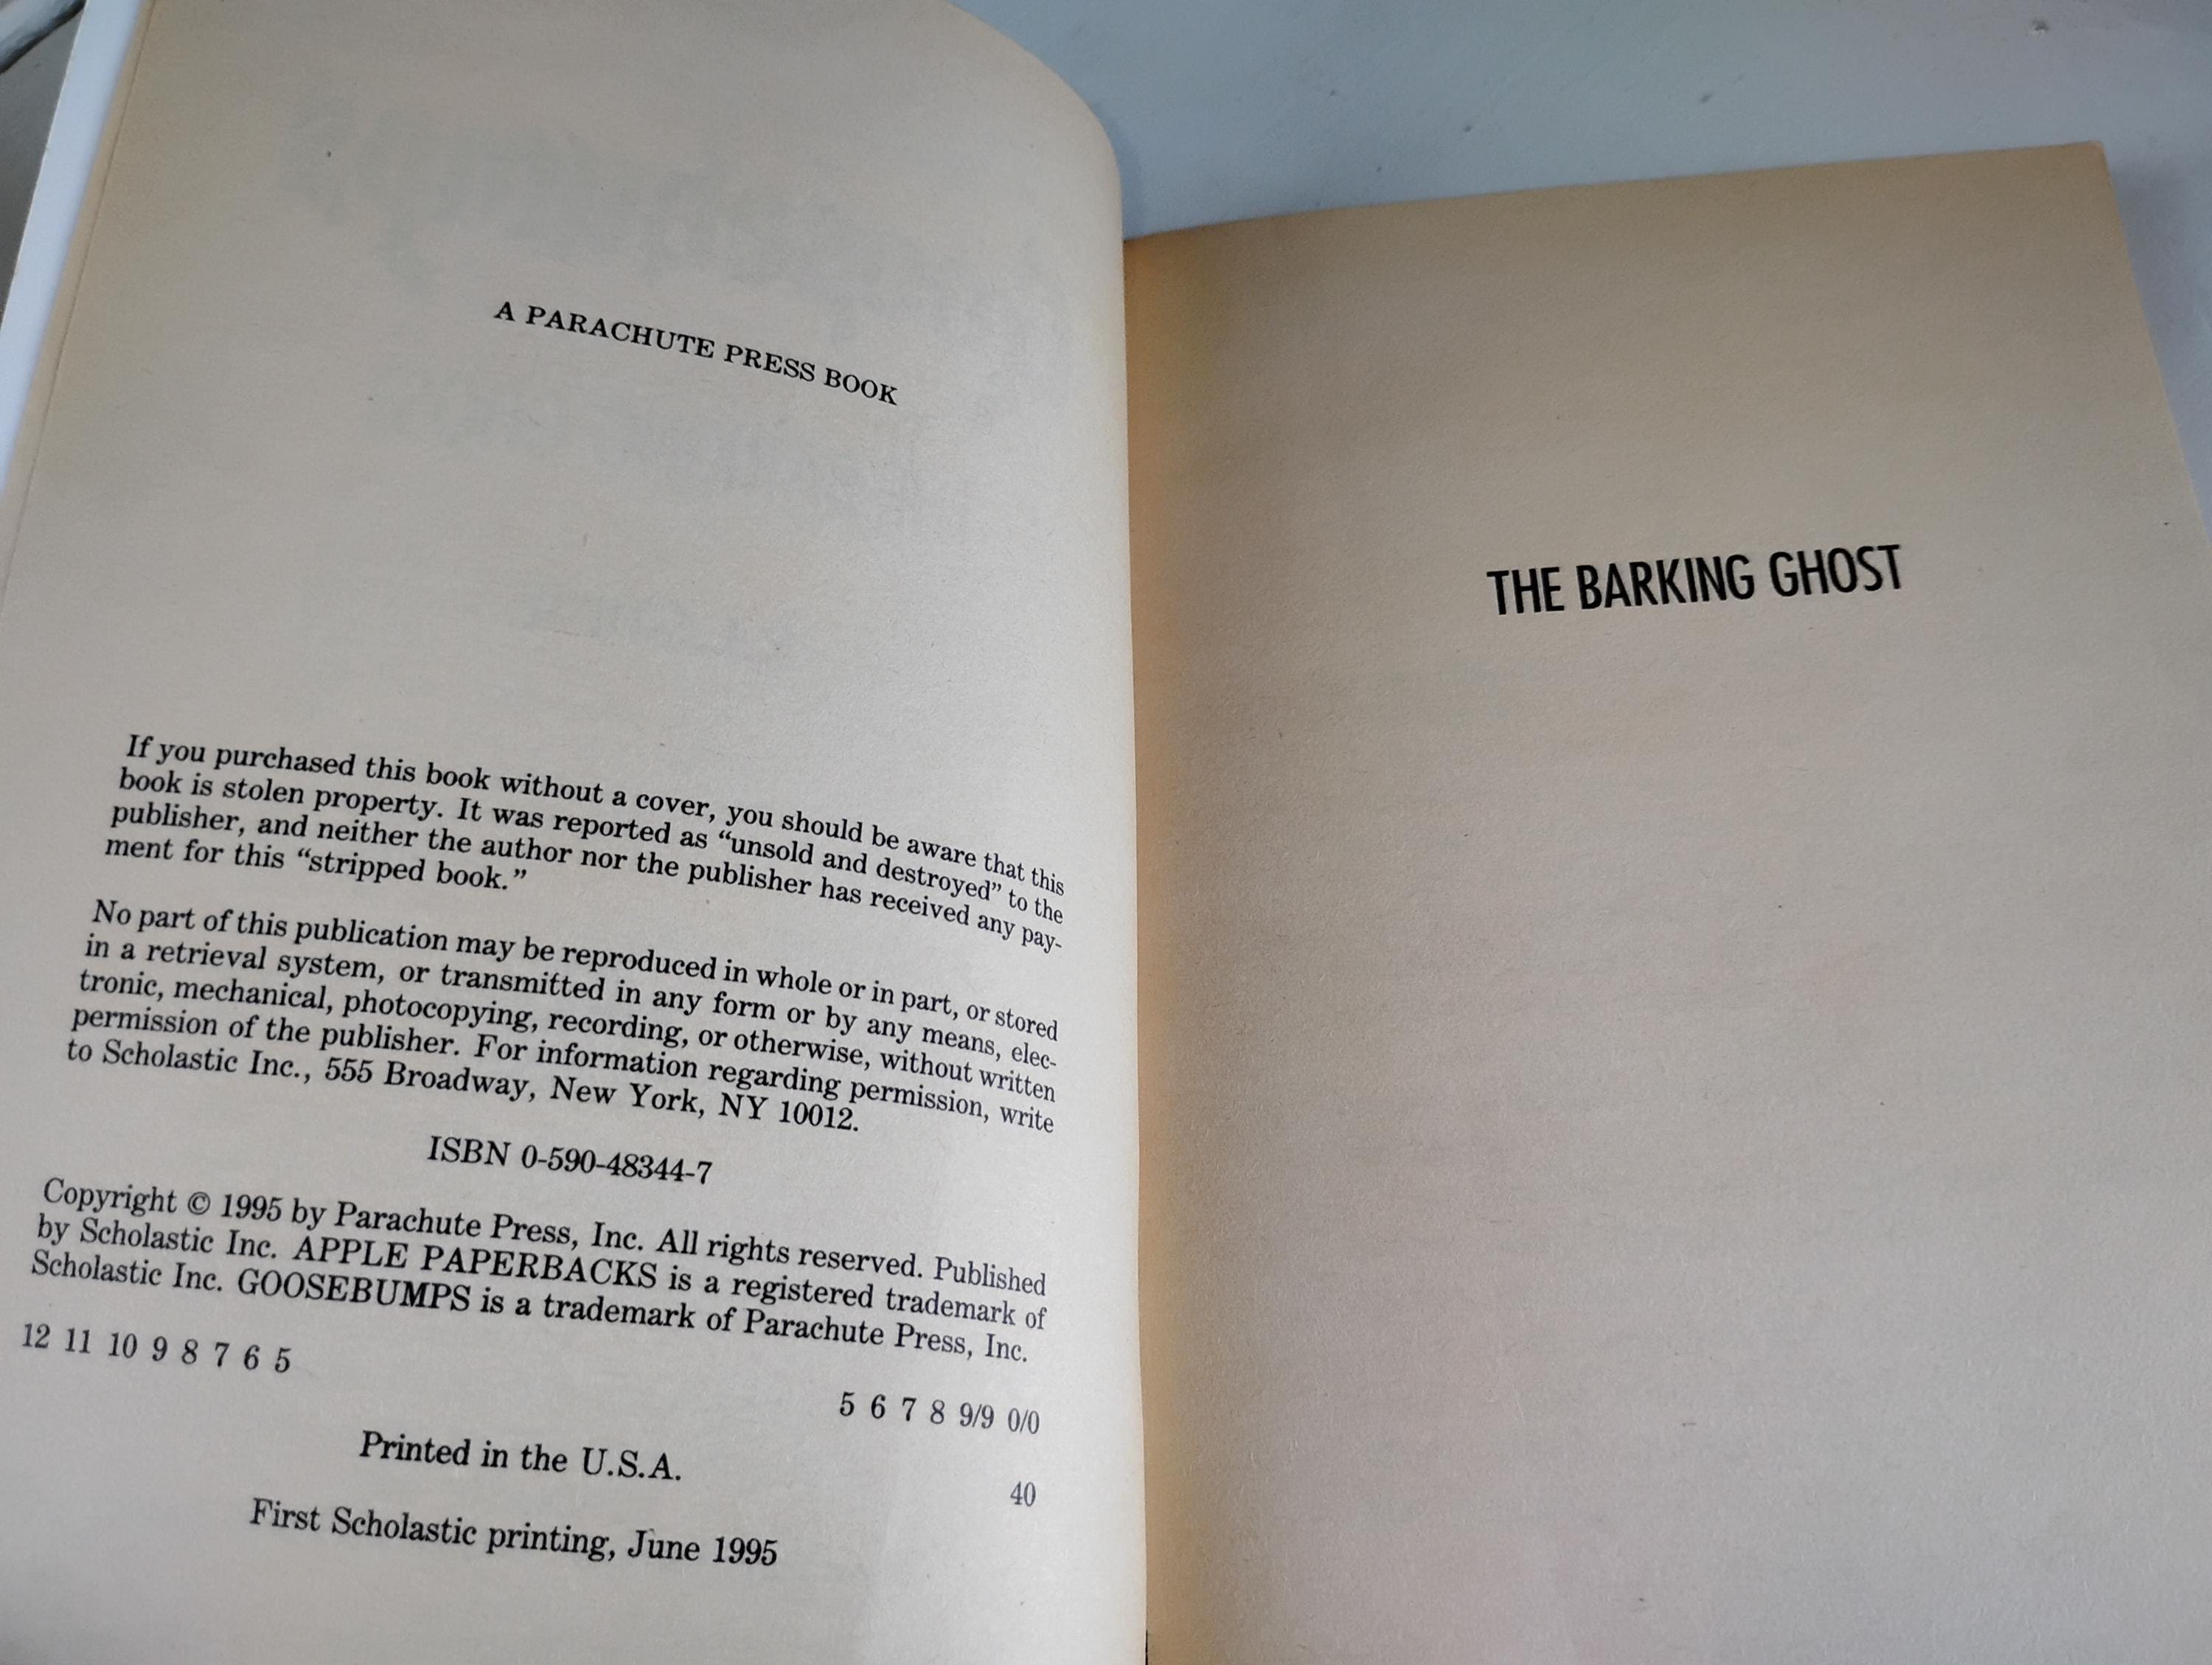 A PARACHUTE PRESS BOOK
If you purchased this book without a cover, you should be aware that this
book is stolen property. It was reported as “unsold and destroyed” to the
publisher, and neither the author nor the publisher has received any pay-
ment for this “stripped book.”
No part of this publication may be reproduced in whole or in part, or stored
in a retrieval system, or transmitted in any form or by any means, elec-
tronic, mechanical, photocopying, recording, or otherwise, without written
permission of the publisher. For information regarding permission, write
to Scholastic Inc., 555 Broadway, New York, NY 10012.
ISBN 0-590-48344-7
Copyright © 1995 by Parachute Press, Inc. All rights reserved. Published
by Scholastic Inc. APPLE PAPERBACKS is a registered trademark of
Scholastic Inc. GOOSEBUMPS is a trademark of Parachute Press, Inc.
12 11 10 9 8 7 6 5
5 6 7 8 9/9 0/0
Printed in the U.S.A.
40
First Scholastic printing, June 1995
THE BARKING GHOST